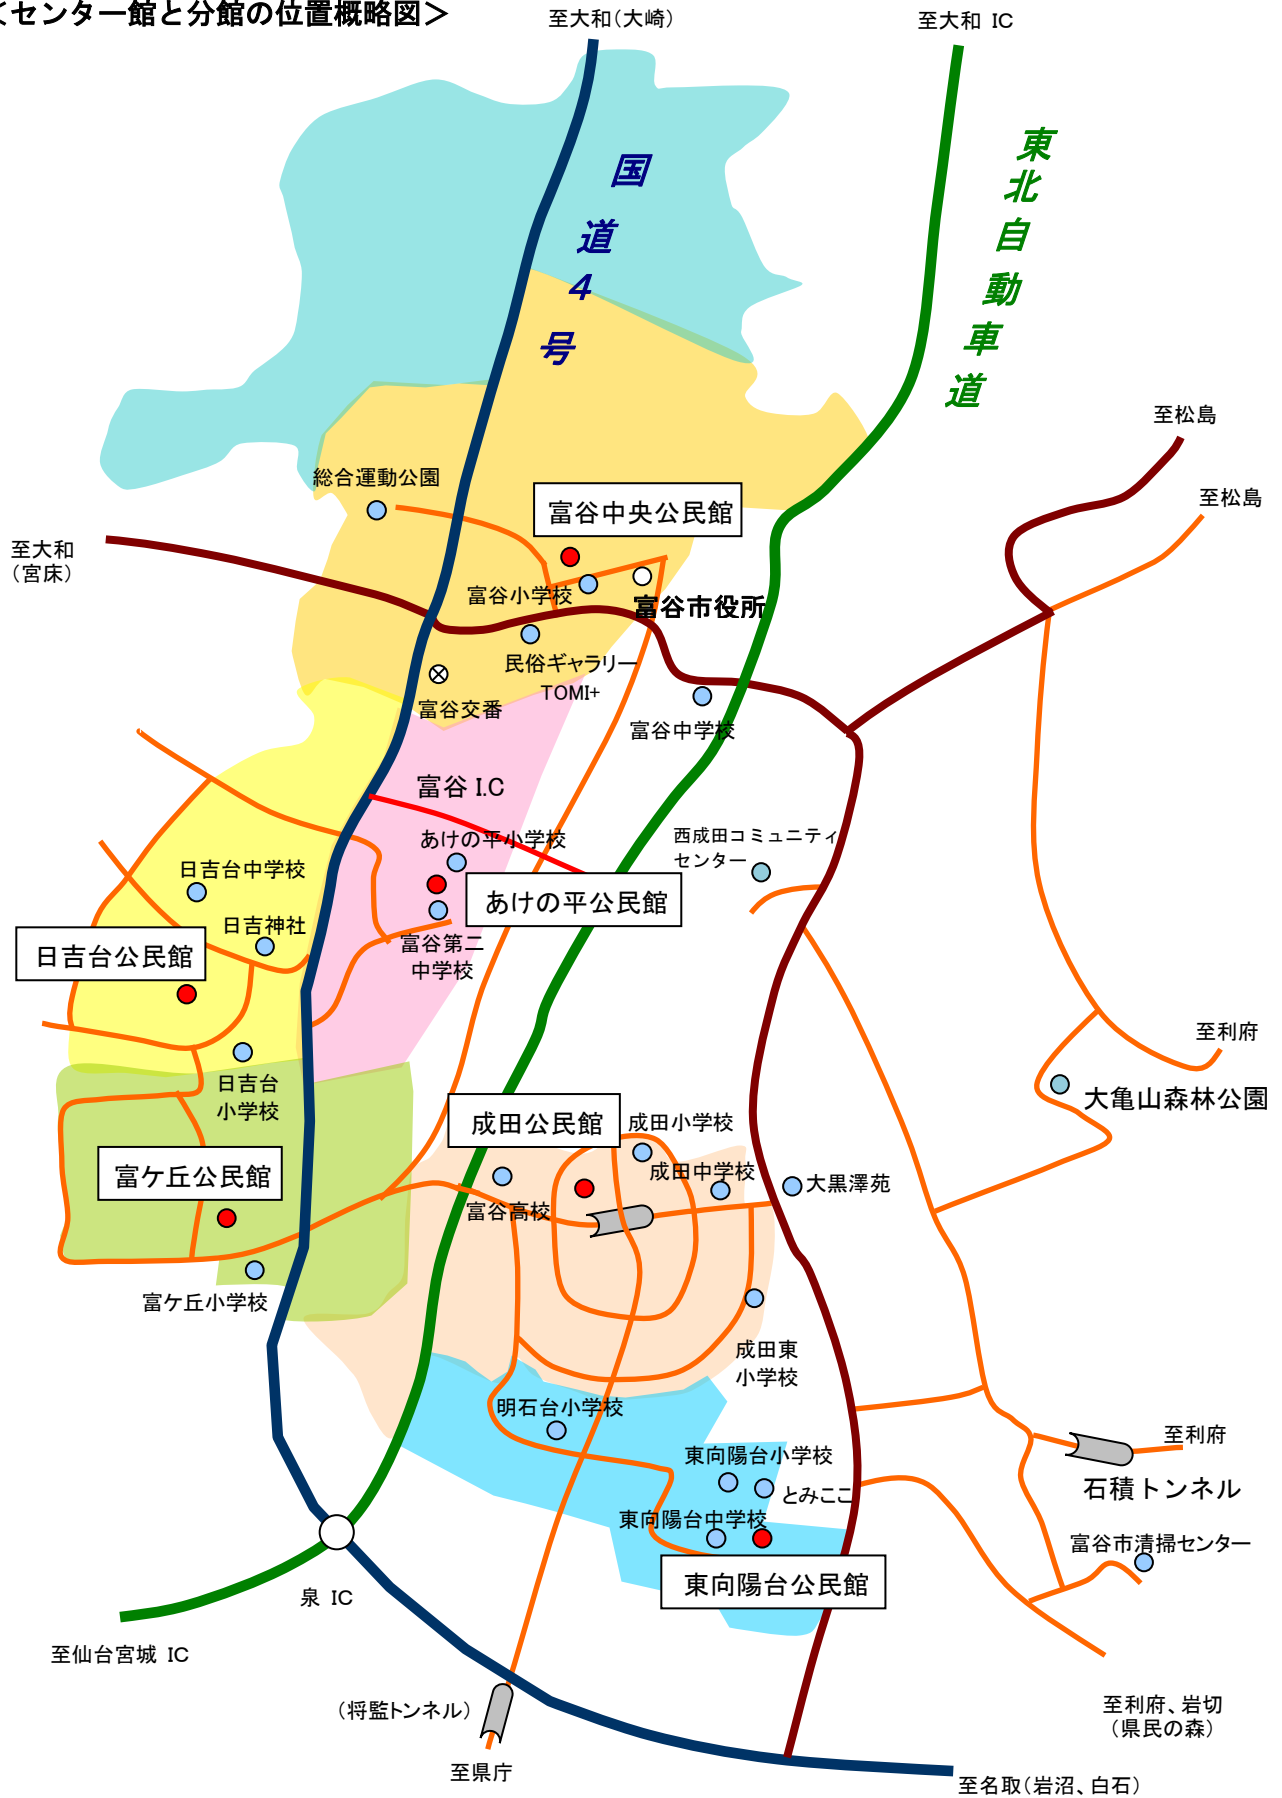 ＜センター館と分館の位置概略図＞
至大和（大崎）
至大和 IC
国道４号
東北自動車道
至松島
至松島
総合運動公園
富谷中央公民館
至大和
（宮床）
富谷小学校
富谷市役所
民俗ギャラリー
TOMI+
富谷交番
富谷中学校
富谷 I.C
あけの平小学校
西成田コミュニティ
センター
日吉台中学校
あけの平公民館
日吉神社
富谷第二
中学校
日吉台公民館
至利府
日吉台
小学校
大亀山森林公園
成田公民館
成田小学校
富ケ丘公民館
成田中学校
大黒澤苑
富谷高校
富ケ丘小学校
成田東
小学校
明石台小学校
至利府
東向陽台小学校
とみここ
石積トンネル
東向陽台中学校
富谷市清掃センター
東向陽台公民館
泉 IC
至仙台宮城 IC
（将監トンネル）
至利府、岩切
（県民の森）
至県庁
至名取（岩沼、白石）